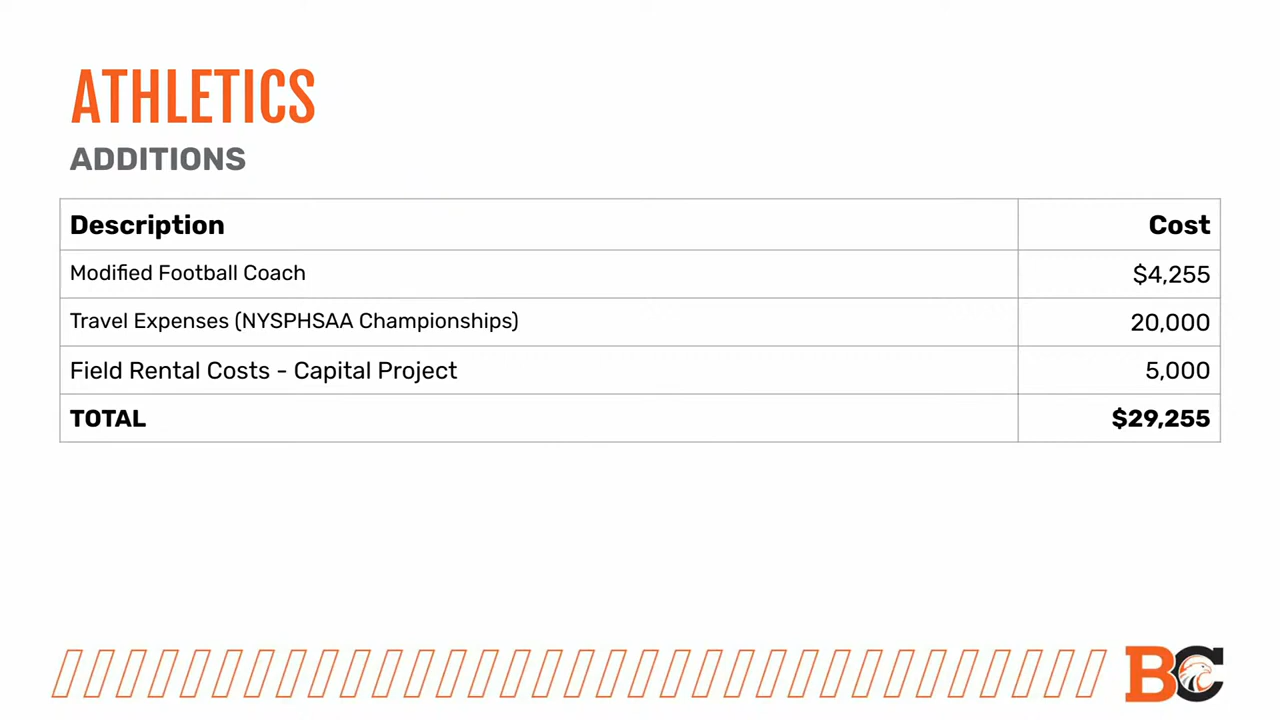 ATHLETICS
ADDITIONS
Description Cost
Modified Football Coach $4,255
Travel Expenses (NYSPHSAA Championships) 20,000
Field Rental Costs - Capital Project 5,000
TOTAL $29,255
BC